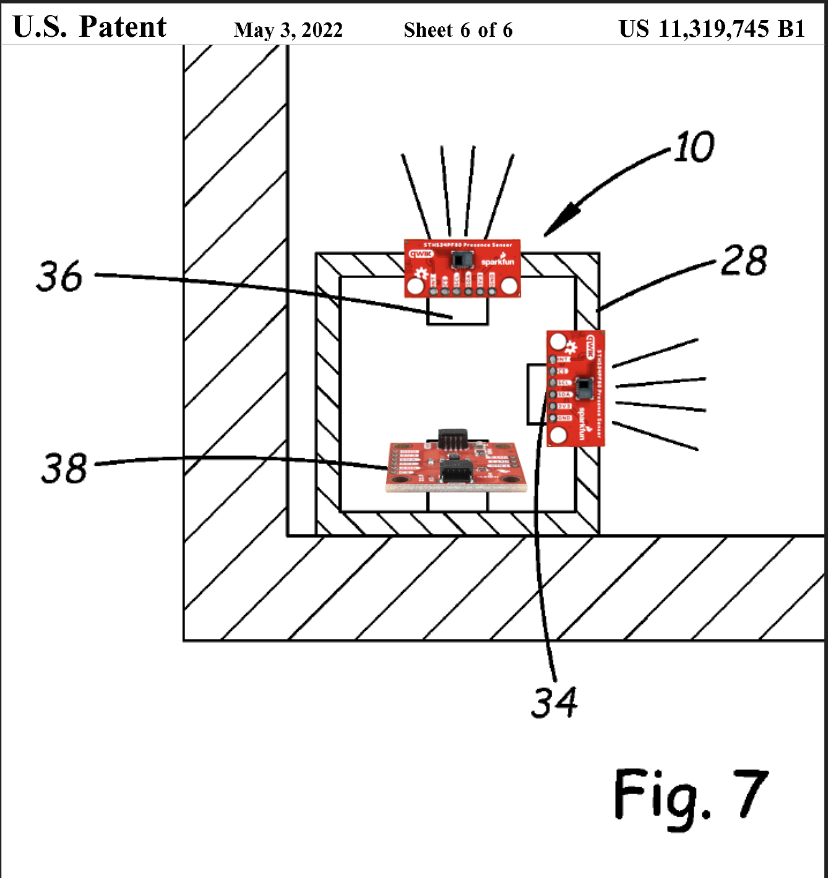 U.S. Patent May 3, 2022 Sheet 6 of 6 US 11,319,745 B1
10
STHS34PF80 Presence Sensor
qwiic
sparkfun
36
28
STHS34PF80 Presence Sensor
qwiic
INT
3V3
SCL
SDA
GND
sparkfun
38
34
Fig. 7